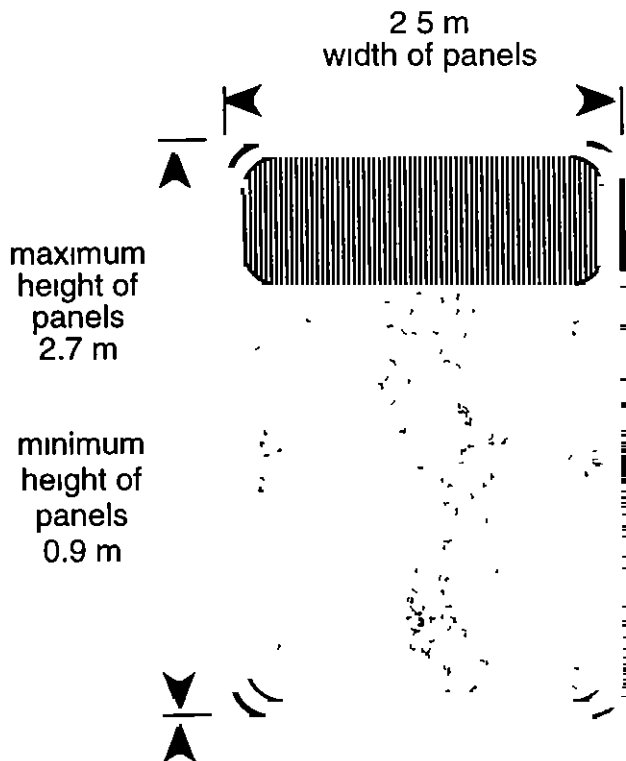 2 5 m
width of panels
maximum
height of
panels
2.7 m
minimum
height of
panels
0.9 m